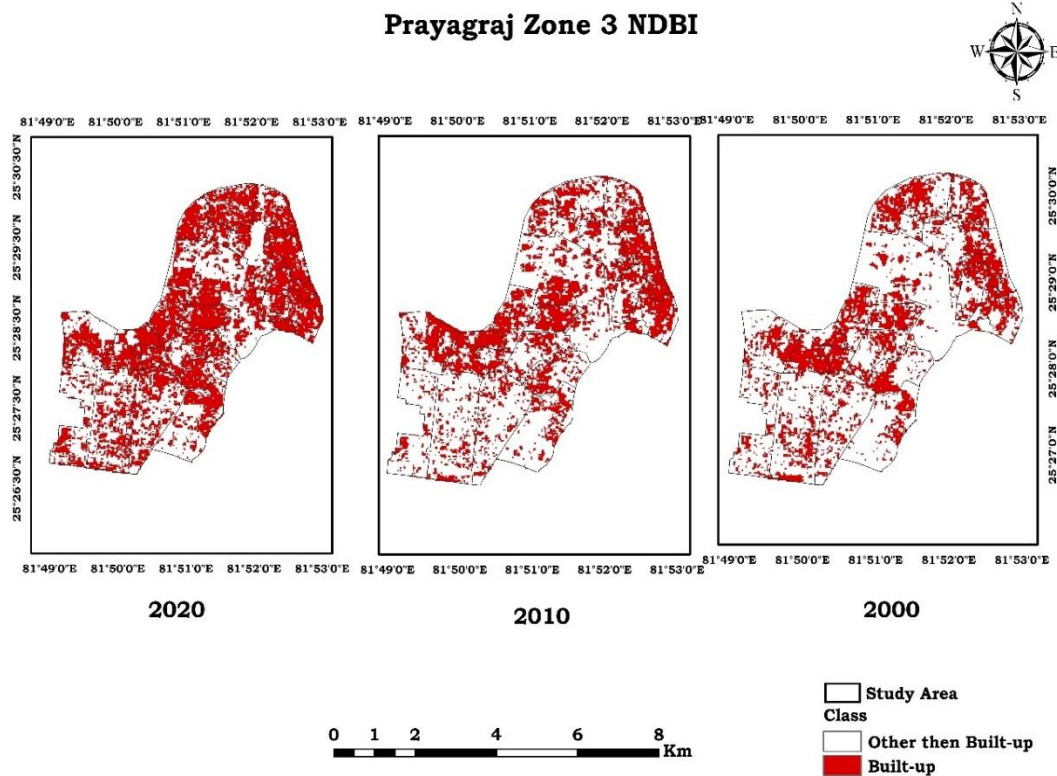 Prayagraj Zone 3 NDBI
N
W E
S
81°49'0"E 81°50'0"E 81°51'0"E 81°52'0"E 81°53'0"E
81°49'0"E 81°50'0"E 81°51'0"E 81°52'0"E 81°53'0"E
81°49'0"E 81°50'0"E 81°51'0"E 81°52'0"E 81°53'0"E
25°30'30"N
25°29'30"N
25°28'30"N
25°27'30"N
25°26'30"N
25°30'0"N
25°29'0"N
25°28'0"N
25°27'0"N
81°49'0"E 81°50'0"E 81°51'0"E 81°52'0"E 81°53'0"E
81°49'0"E 81°50'0"E 81°51'0"E 81°52'0"E 81°53'0"E
81°49'0"E 81°50'0"E 81°51'0"E 81°52'0"E 81°53'0"E
2020
2010
2000
0 1 2 4 6 8
Km
Study Area
Class
Other then Built-up
Built-up